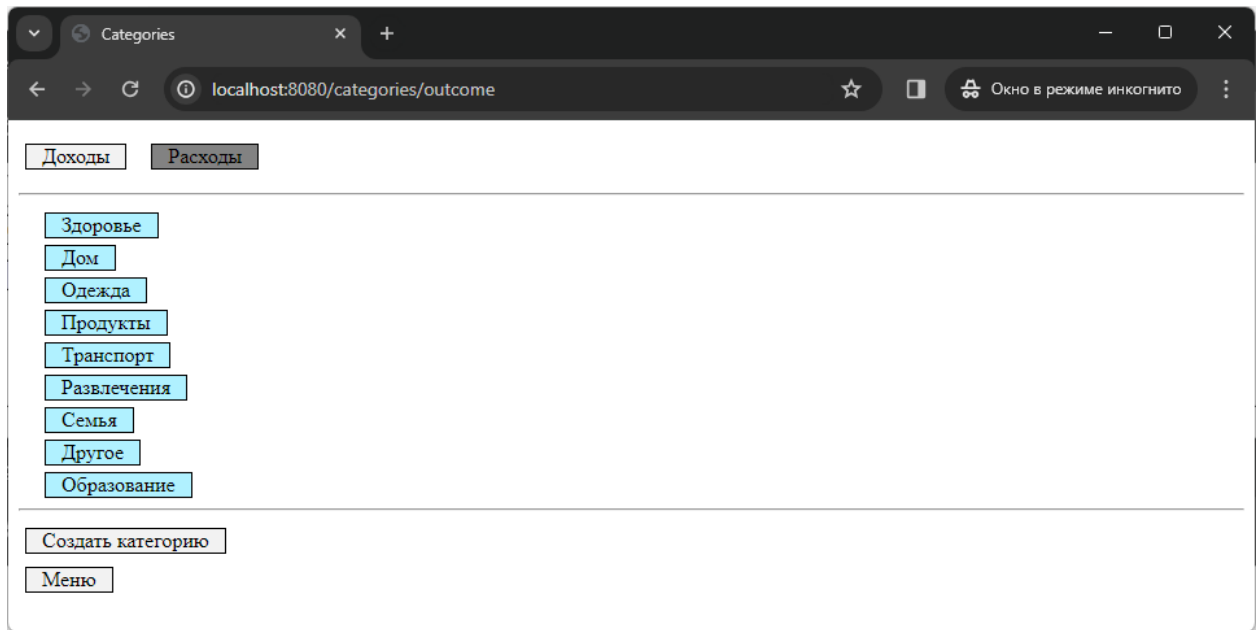 Categories
localhost:8080/categories/outcome
Окно в режиме инкогнито
Доходы Расходы
Здоровье
Дом
Одежда
Продукты
Транспорт
Развлечения
Семья
Другое
Образование
Создать категорию
Меню